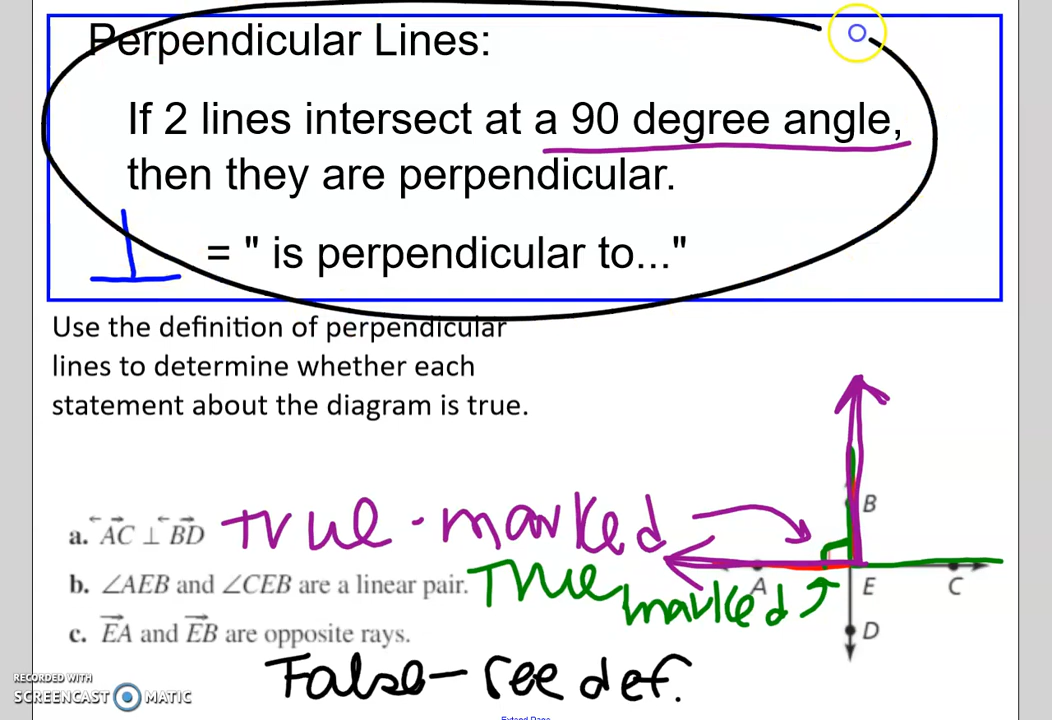 Perpendicular Lines:
If 2 lines intersect at a 90 degree angle,
then they are perpendicular.
⊥ = " is perpendicular to..."
Use the definition of perpendicular
lines to determine whether each
statement about the diagram is true.
a. AC ⊥ BD True - marked
b. ∠AEB and ∠CEB are a linear pair. True marked
c. EA and EB are opposite rays.
False - see def.
B
A E C
D
RECORDED WITH
SCREENCAST O MATIC
Extend Page